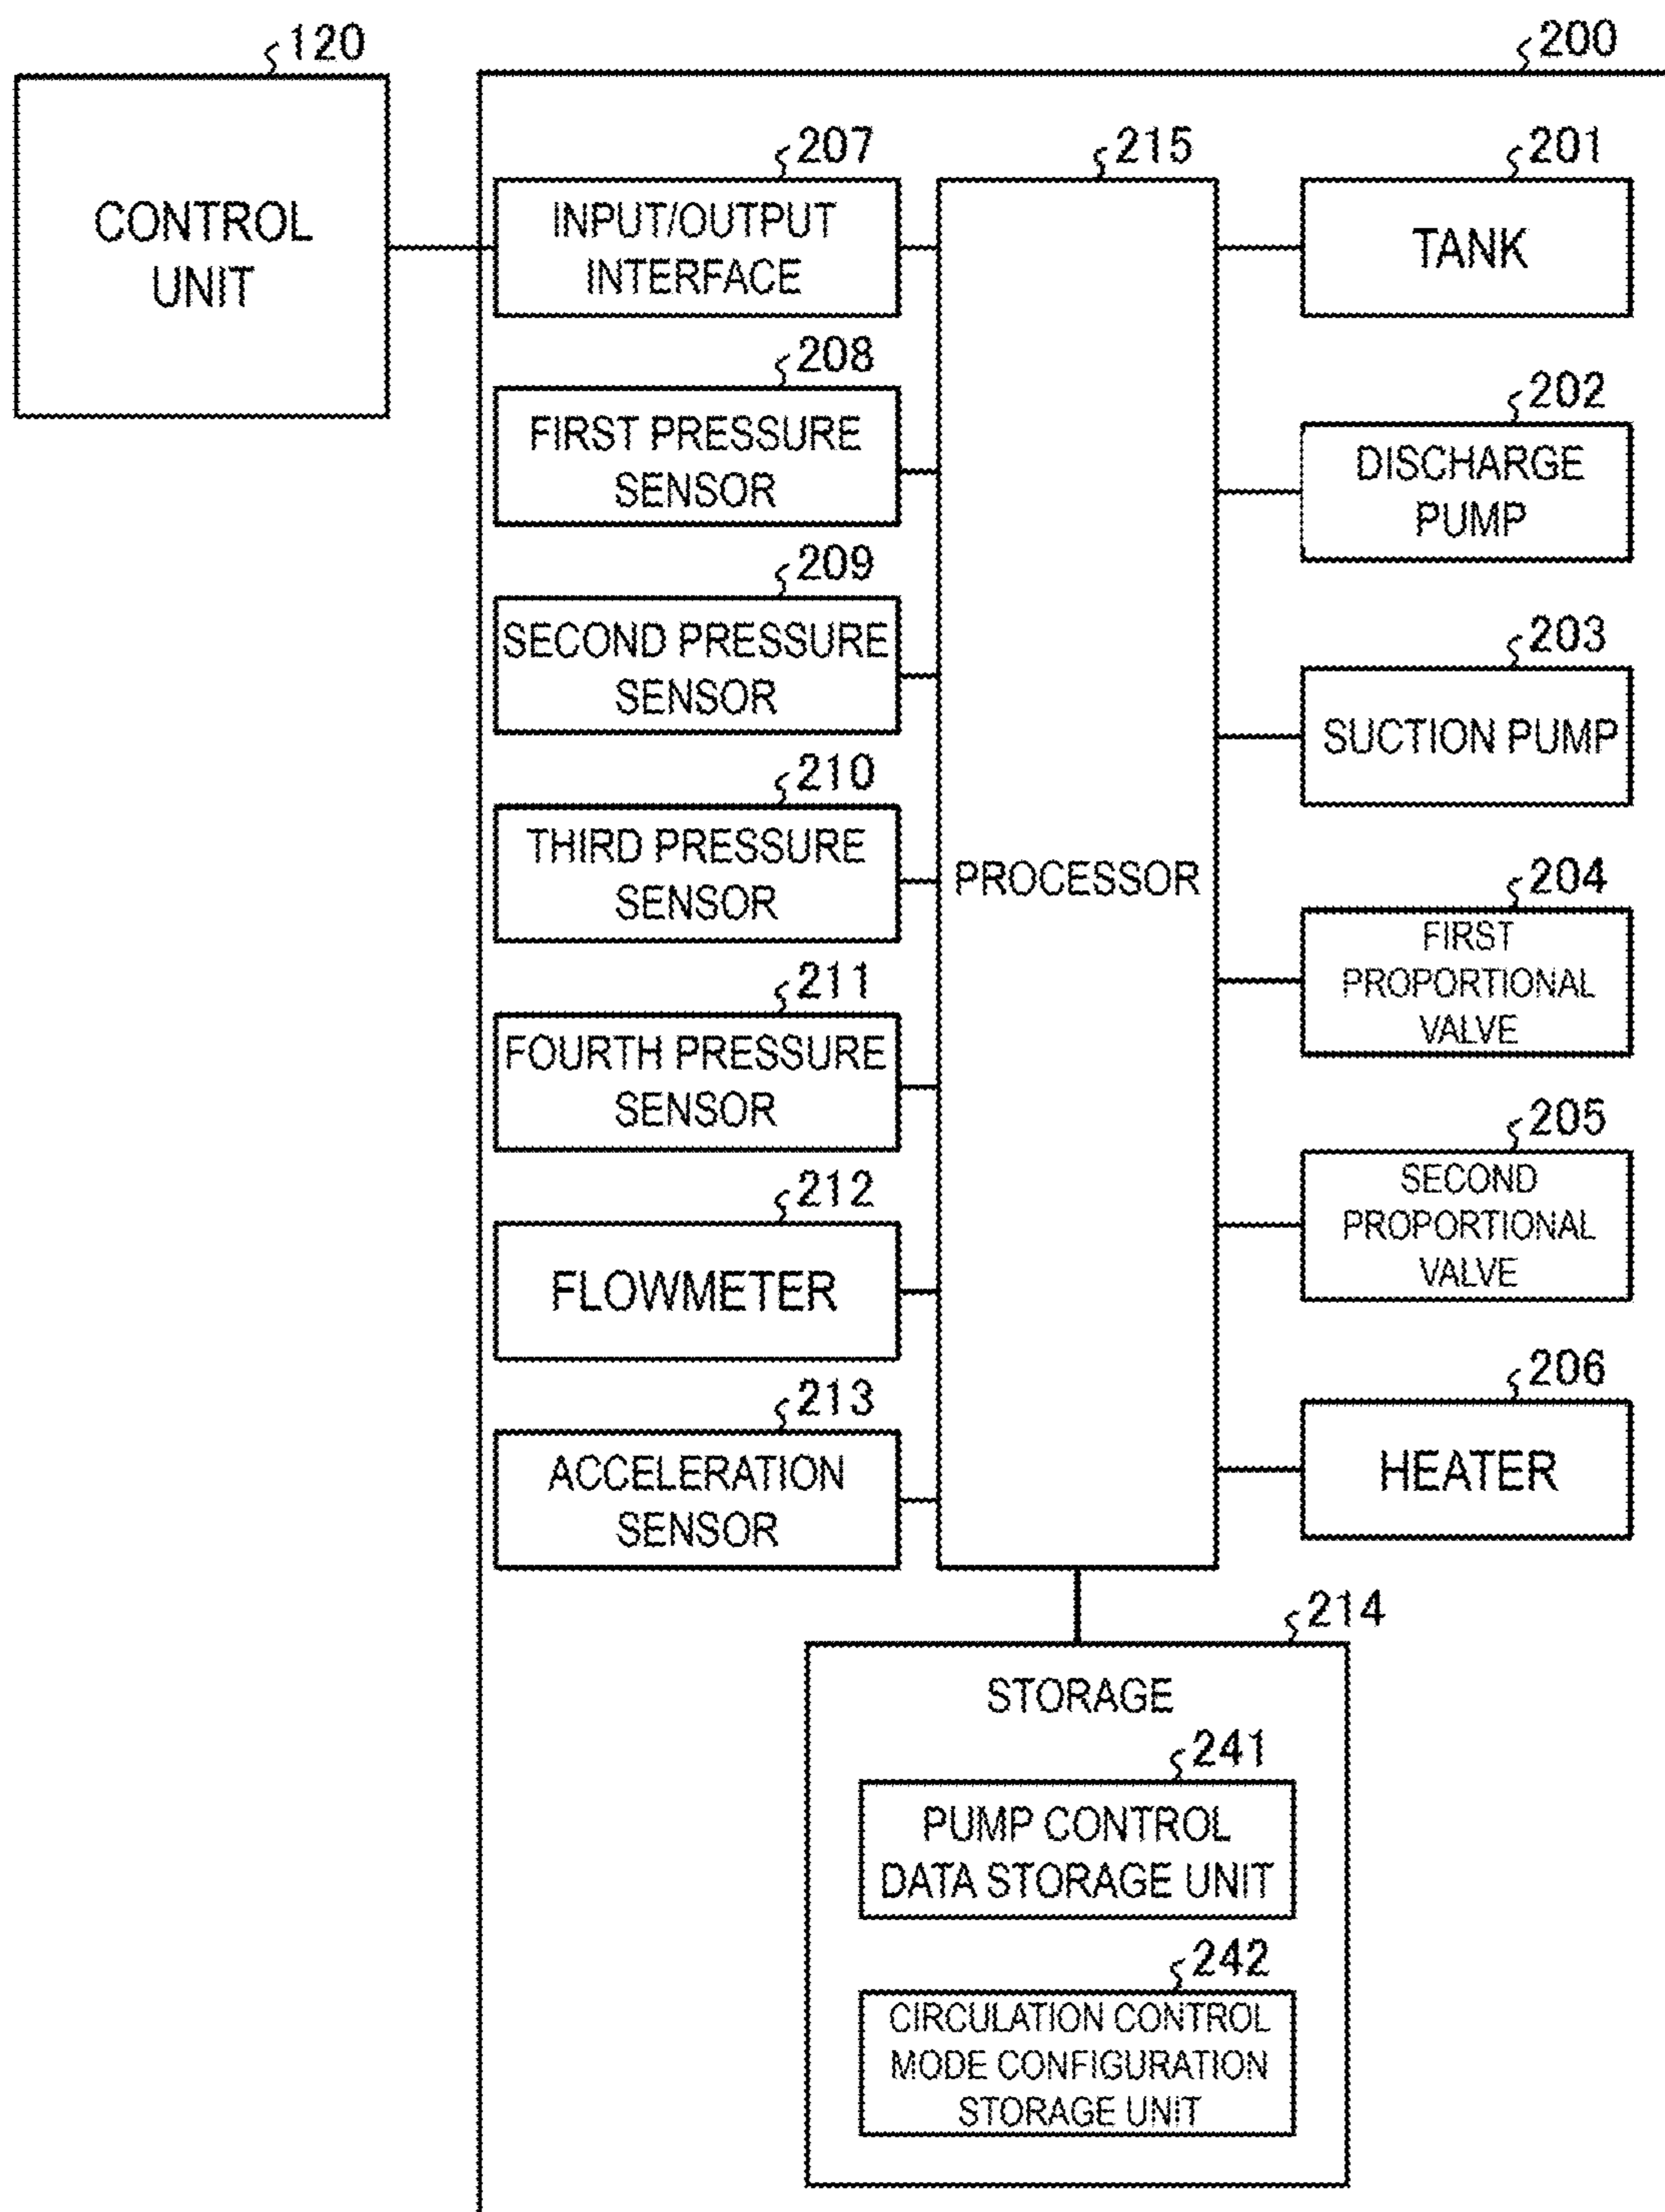 120
CONTROL
UNIT
200
207
INPUT/OUTPUT
INTERFACE
208
FIRST PRESSURE
SENSOR
209
SECOND PRESSURE
SENSOR
210
THIRD PRESSURE
SENSOR
211
FOURTH PRESSURE
SENSOR
212
FLOWMETER
213
ACCELERATION
SENSOR
215
PROCESSOR
201
TANK
202
DISCHARGE
PUMP
203
SUCTION PUMP
204
FIRST
PROPORTIONAL
VALVE
205
SECOND
PROPORTIONAL
VALVE
206
HEATER
214
STORAGE
241
PUMP CONTROL
DATA STORAGE UNIT
242
CIRCULATION CONTROL
MODE CONFIGURATION
STORAGE UNIT